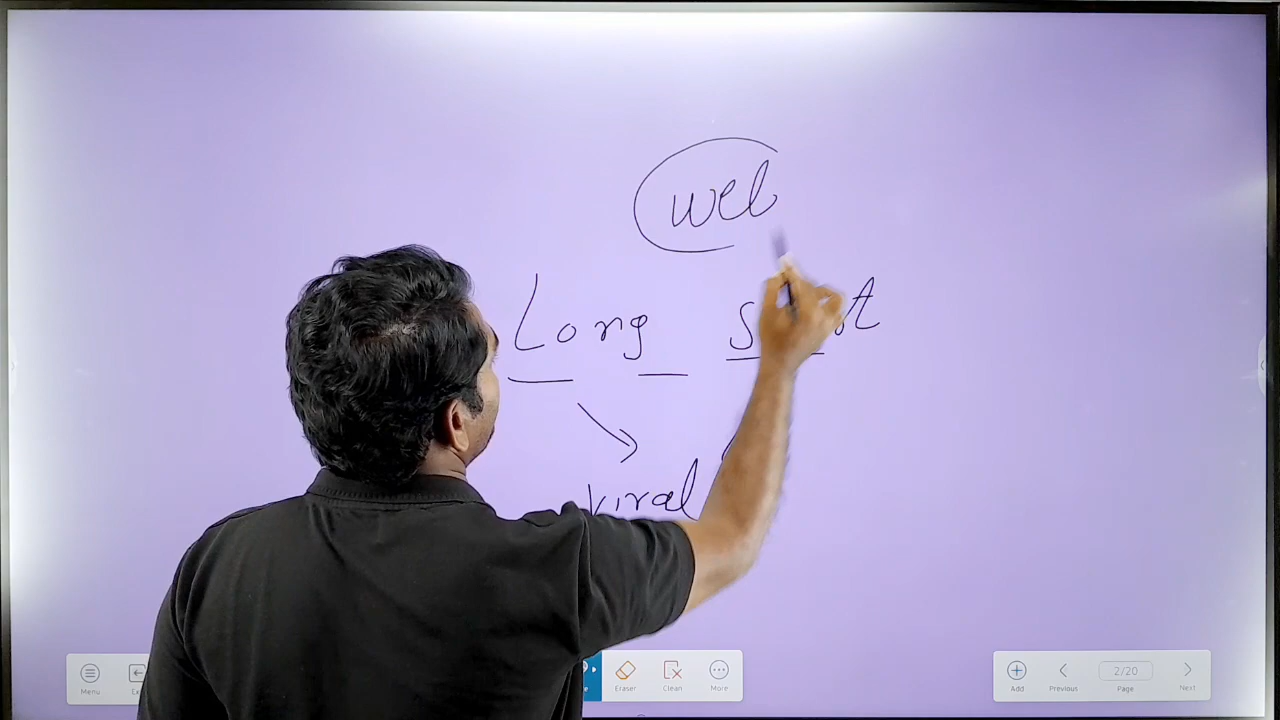 wel
Long
viral
Menu
Eraser
Clean
More
Add
Previous
2/20
Page
Next